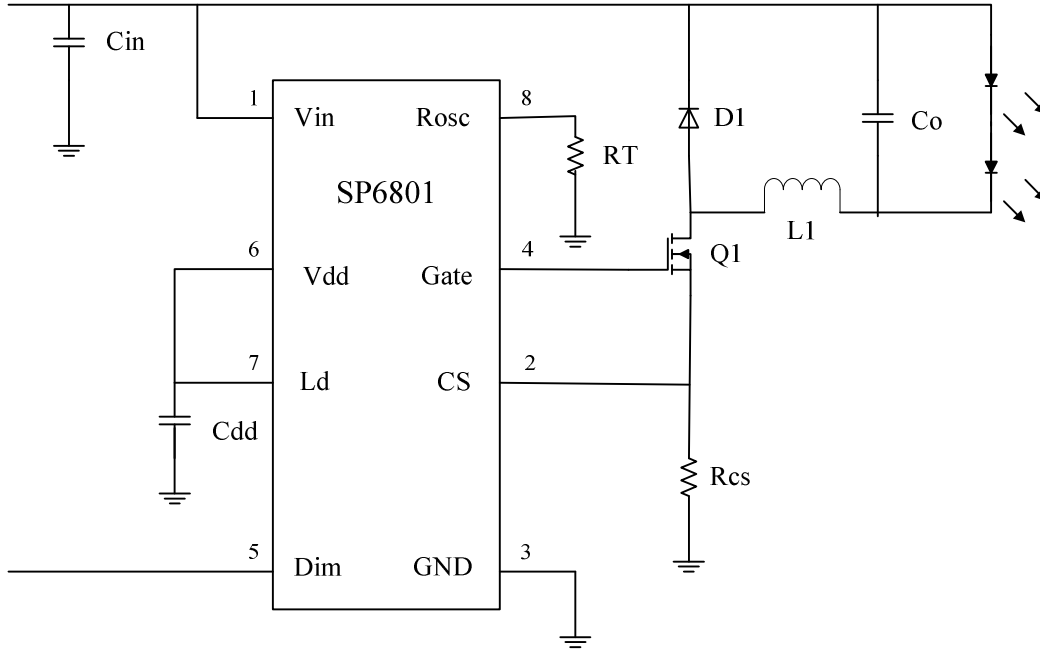 Cin
1
Vin
Rosc
8
D1
Co
RT
SP6801
L1
6
Vdd
Gate
4
Q1
7
Ld
CS
2
Cdd
Rcs
5
Dim
GND
3